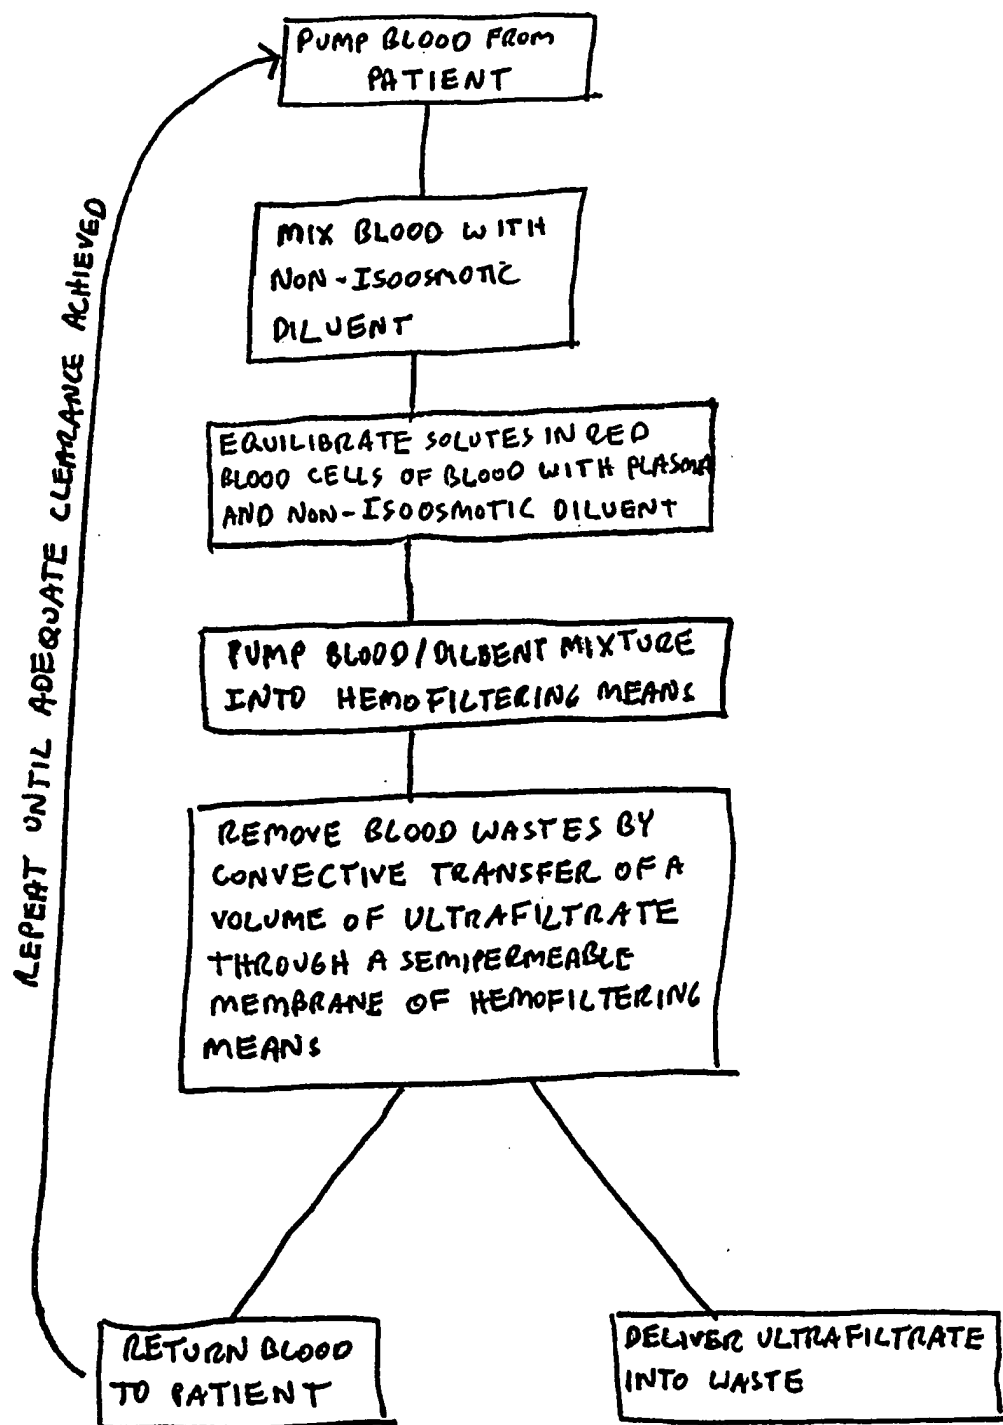 PUMP BLOOD FROM
PATIENT
MIX BLOOD WITH
NON-ISOOSMOTIC
DILUENT
EQUILIBRATE SOLUTES IN RED
BLOOD CELLS OF BLOOD WITH PLASMA
AND NON-ISOOSMOTIC DILUENT
PUMP BLOOD/DILUENT MIXTURE
INTO HEMOFILTERING MEANS
REMOVE BLOOD WASTES BY
CONVECTIVE TRANSFER OF A
VOLUME OF ULTRAFILTRATE
THROUGH A SEMIPERMEABLE
MEMBRANE OF HEMOFILTERING
MEANS
RETURN BLOOD
TO PATIENT
DELIVER ULTRAFILTRATE
INTO WASTE
REPEAT UNTIL ADEQUATE CLEARANCE ACHIEVED